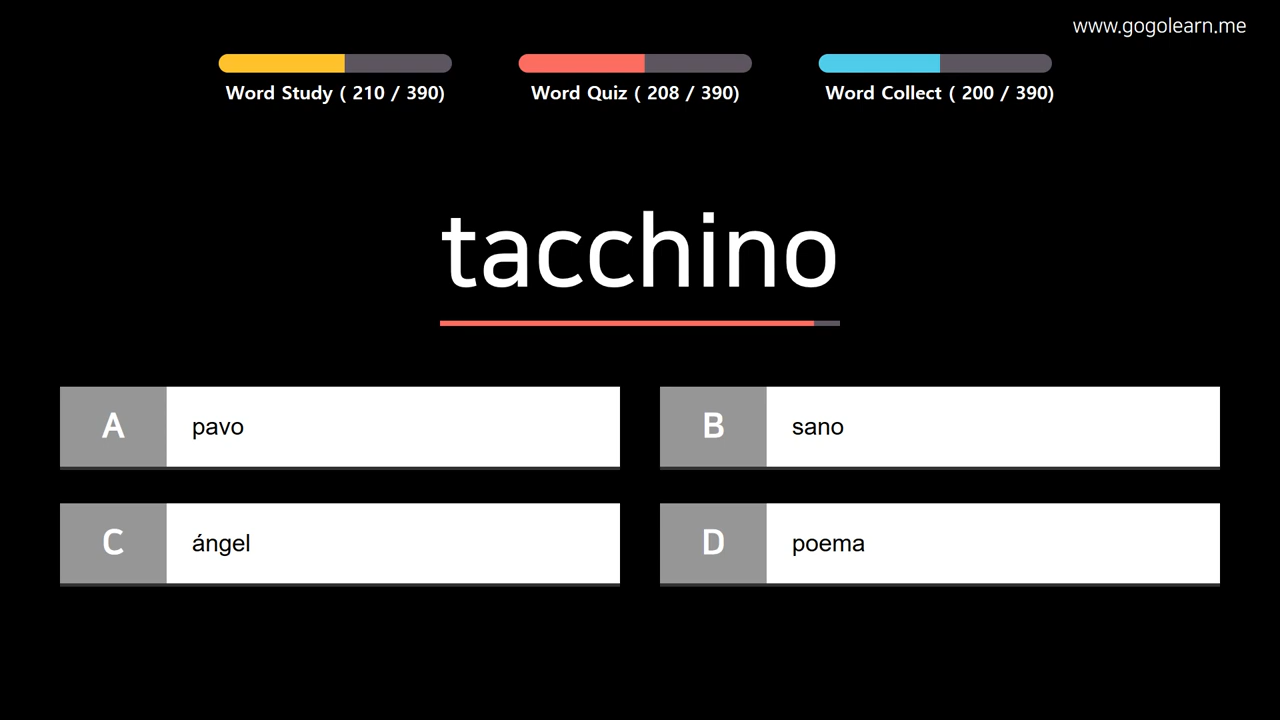 www.gogolearn.me
Word Study ( 210 / 390)
Word Quiz ( 208 / 390)
Word Collect ( 200 / 390)
tacchino
A pavo
B sano
C ángel
D poema